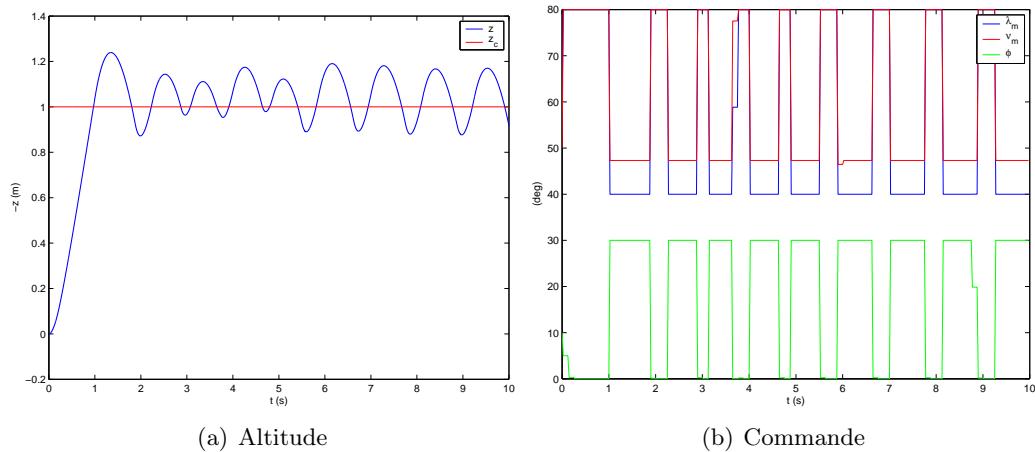 1.4
1.2
1
0.8
0.6
0.4
0.2
0
−0.2
−z (m)
0 1 2 3 4 5 6 7 8 9 10
t (s)
z
z_c
(a) Altitude
80
70
60
50
40
30
20
10
0
(deg)
0 1 2 3 4 5 6 7 8 9 10
t (s)
λ_m
ν_m
ϕ
(b) Commande